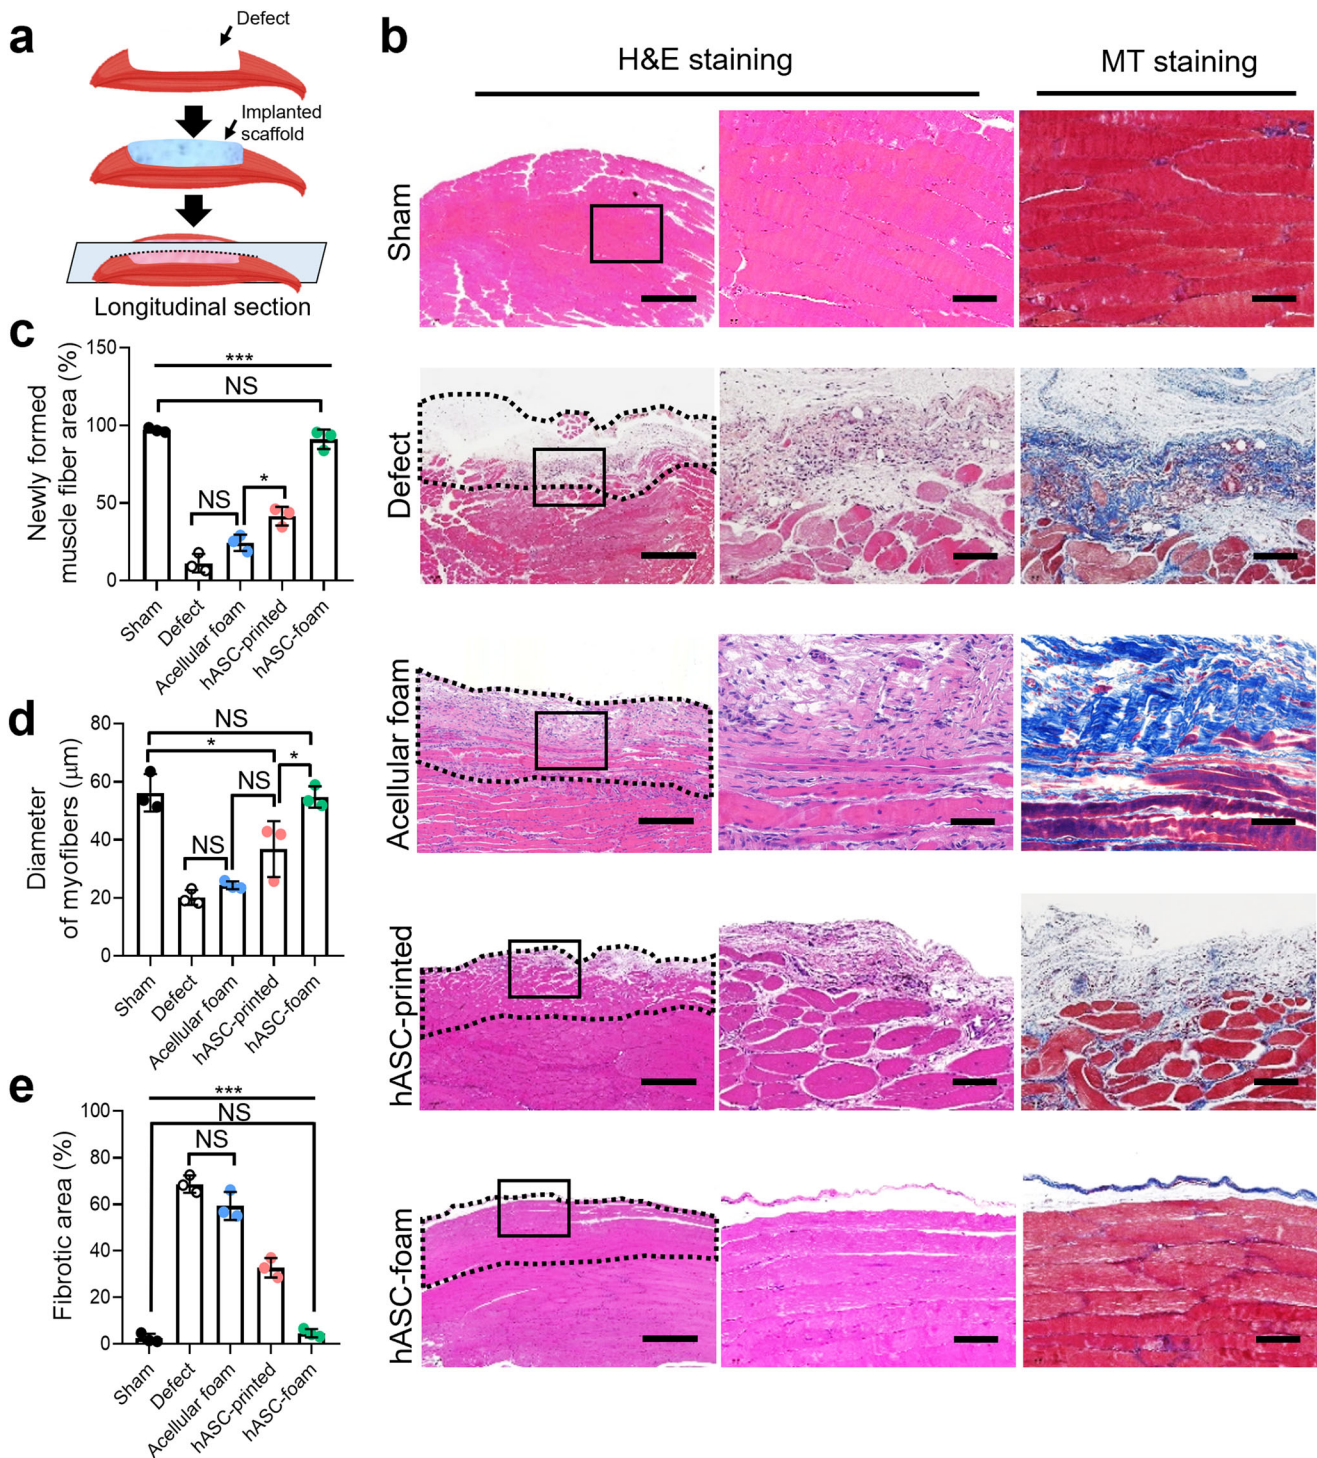 a
Defect
Implanted
scaffold
Longitudinal section
b
H&E staining
MT staining
Sham
Defect
Acellular foam
hASC-printed
hASC-foam
c
Newly formed
muscle fiber area (%)
150
100
50
0
***
NS
NS
*
Sham
Defect
Acellular foam
hASC-printed
hASC-foam
d
Diameter
of myofibers (µm)
80
60
40
20
0
NS
*
*
NS
NS
Sham
Defect
Acellular foam
hASC-printed
hASC-foam
e
Fibrotic area (%)
100
80
60
40
20
0
***
NS
NS
Sham
Defect
Acellular foam
hASC-printed
hASC-foam